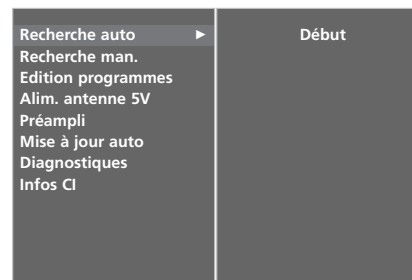 Recherche auto ► Début
Recherche man.
Edition programmes
Alim. antenne 5V
Préampli
Mise à jour auto
Diagnostiques
Infos CI